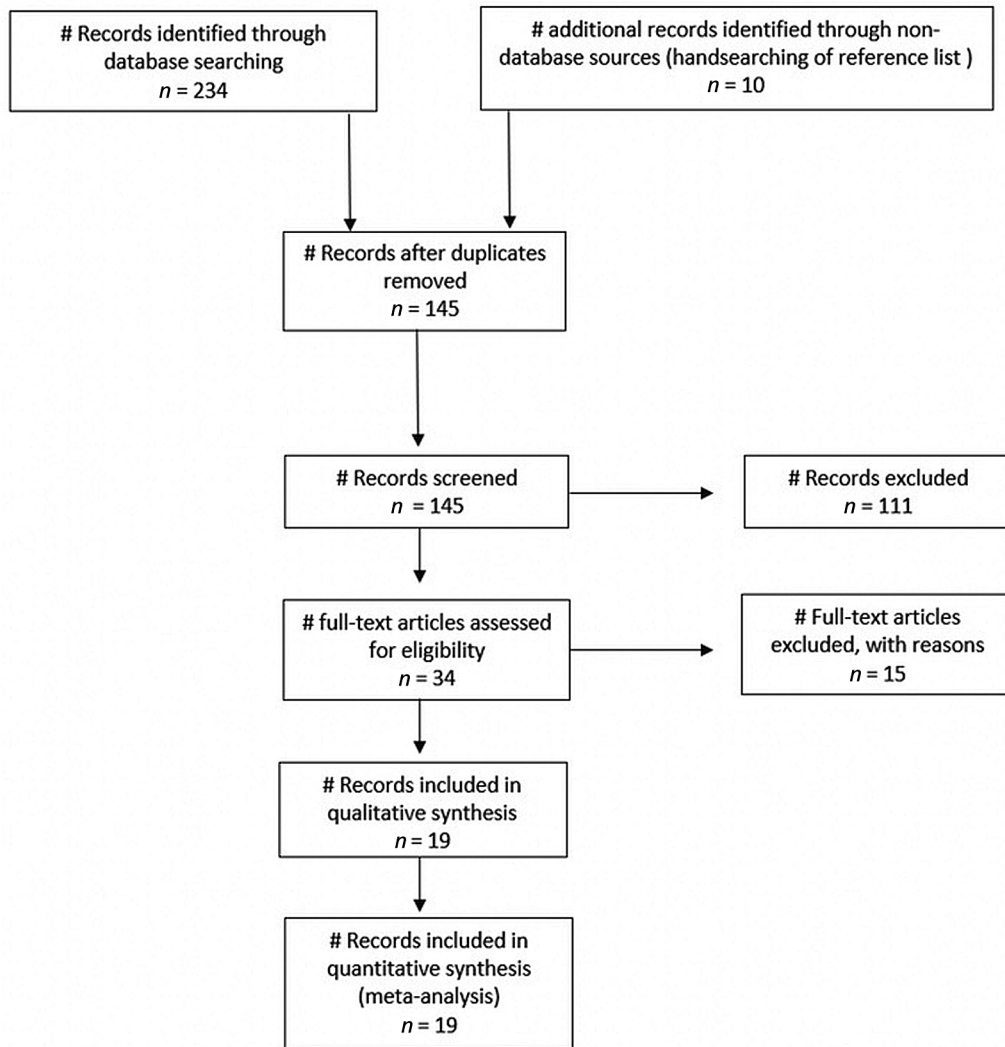 # Records identified through
database searching
n = 234
# additional records identified through non-
database sources (handsearching of reference list )
n = 10
# Records after duplicates
removed
n = 145
# Records screened
n = 145
# Records excluded
n = 111
# full-text articles assessed
for eligibility
n = 34
# Full-text articles
excluded, with reasons
n = 15
# Records included in
qualitative synthesis
n = 19
# Records included in
quantitative synthesis
(meta-analysis)
n = 19